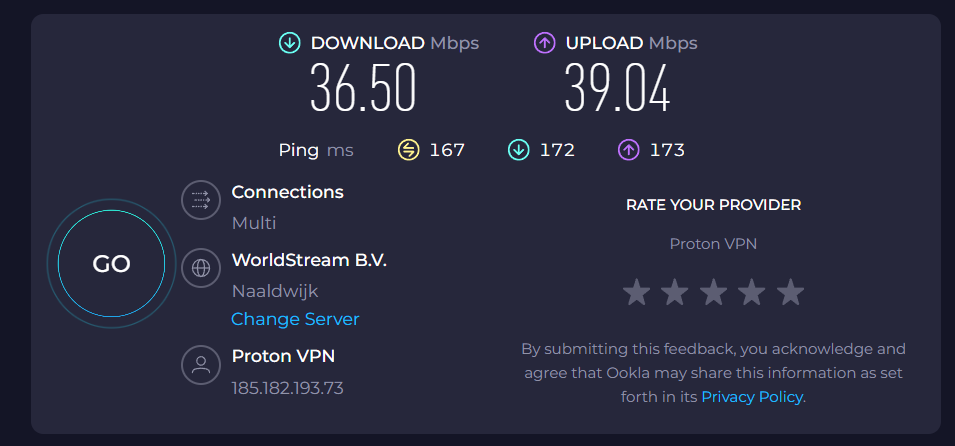 DOWNLOAD Mbps
36.50
UPLOAD Mbps
39.04
Ping ms 167 172 173
GO
Connections
Multi
WorldStream B.V.
Naaldwijk
Change Server
Proton VPN
185.182.193.73
RATE YOUR PROVIDER
Proton VPN
By submitting this feedback, you acknowledge and
agree that Ookla may share this information as set
forth in its Privacy Policy.